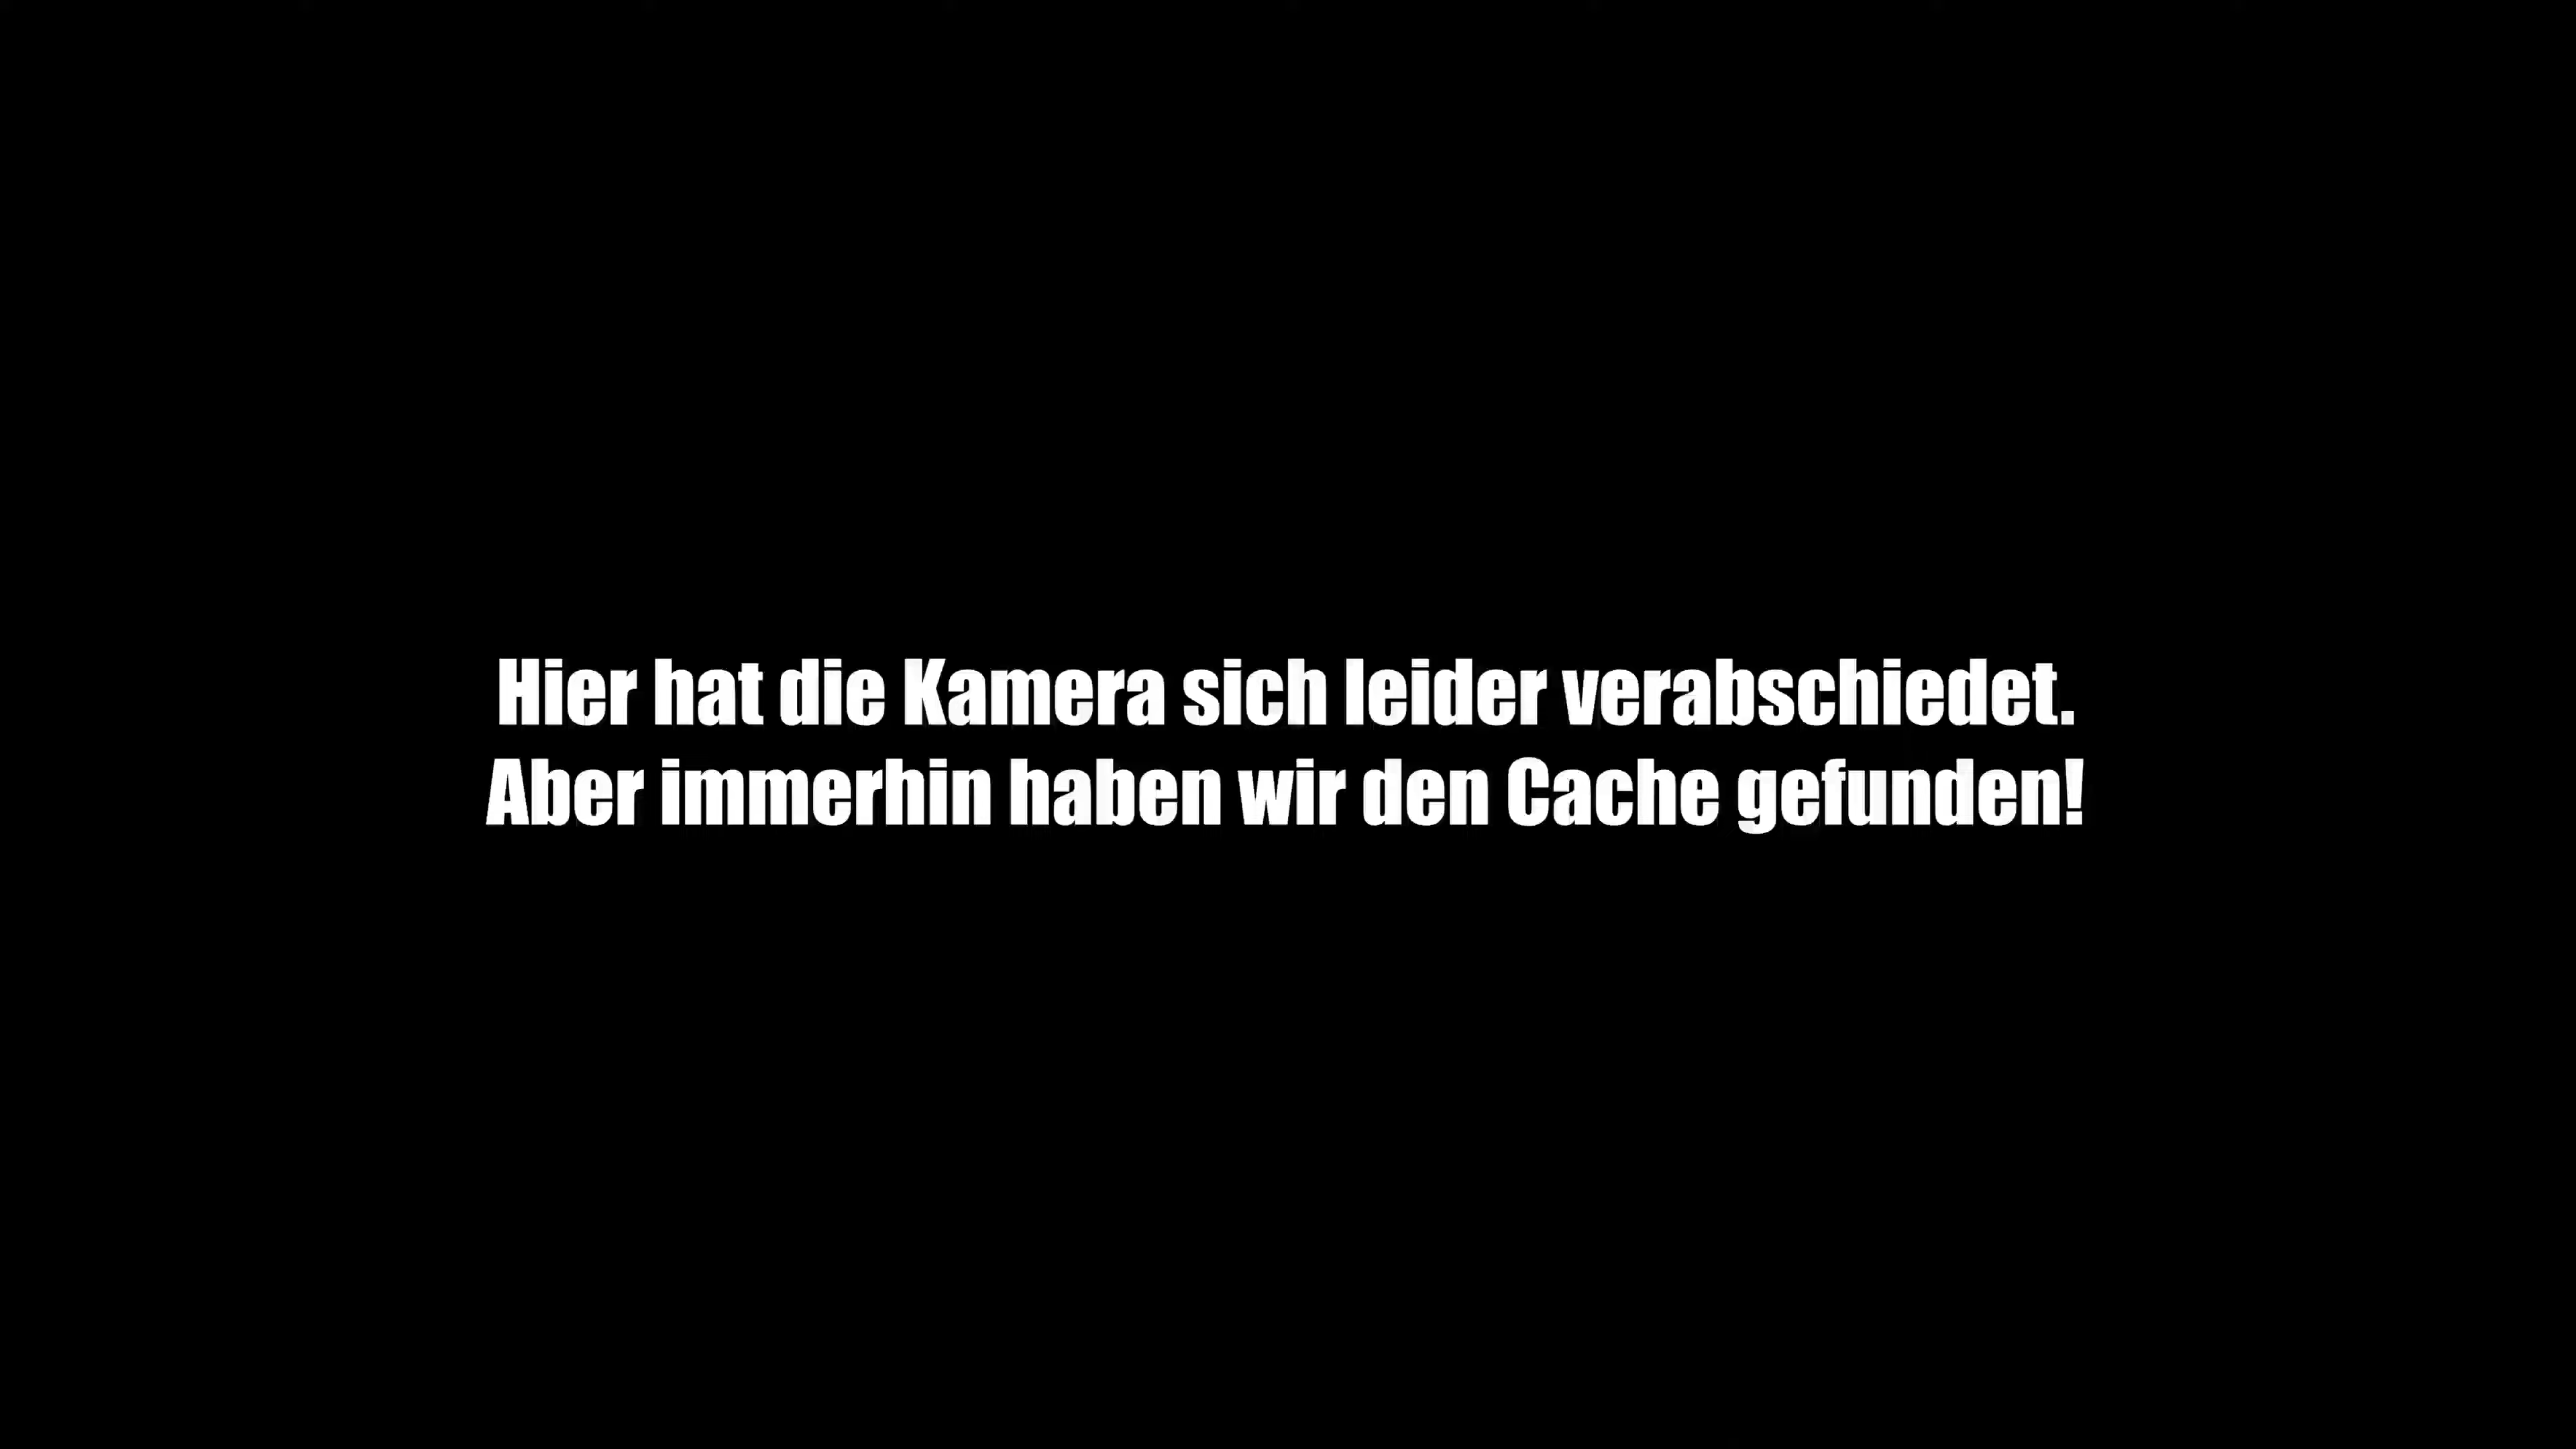 Hier hat die Kamera sich leider verabschiedet.
Aber immerhin haben wir den Cache gefunden!